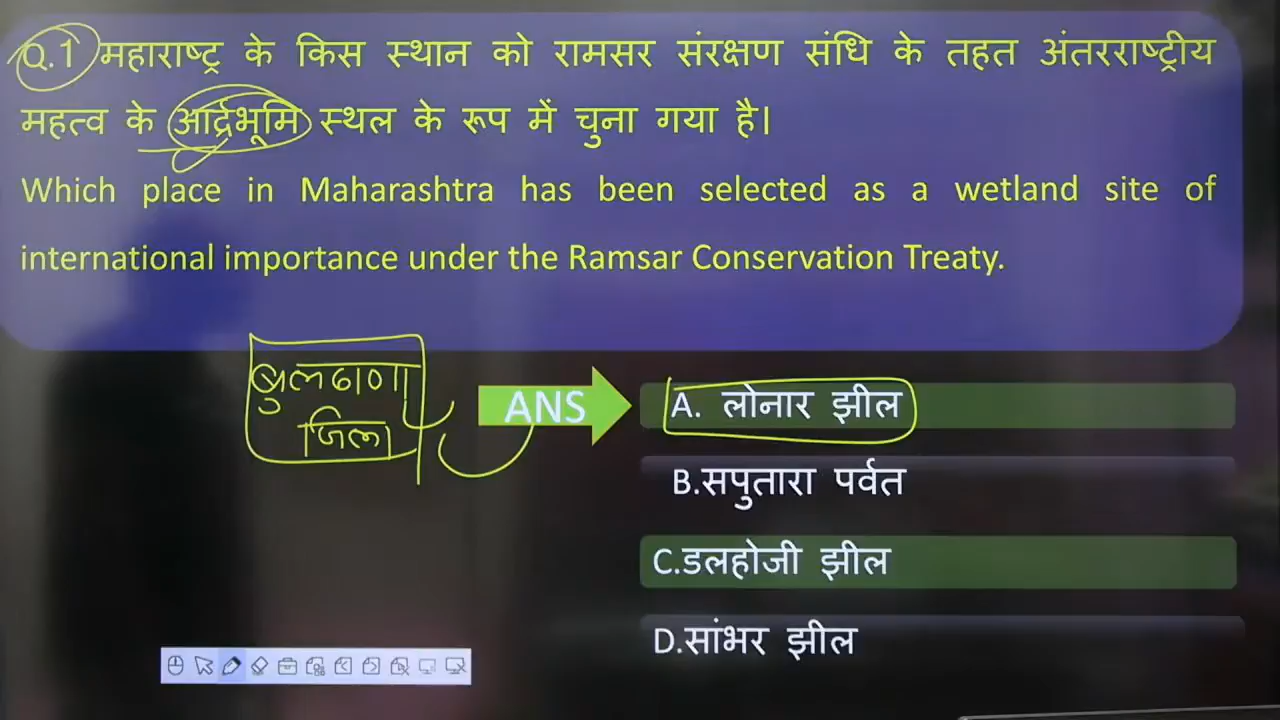 Q.1 महाराष्ट्र के किस स्थान को रामसर संरक्षण संधि के तहत अंतरराष्ट्रीय
महत्व के आर्द्रभूमि स्थल के रूप में चुना गया है।
Which place in Maharashtra has been selected as a wetland site of
international importance under the Ramsar Conservation Treaty.
बुलढाणा
जिला
ANS
A. लोनार झील
B.सपुतारा पर्वत
C.डलहोजी झील
D.सांभर झील